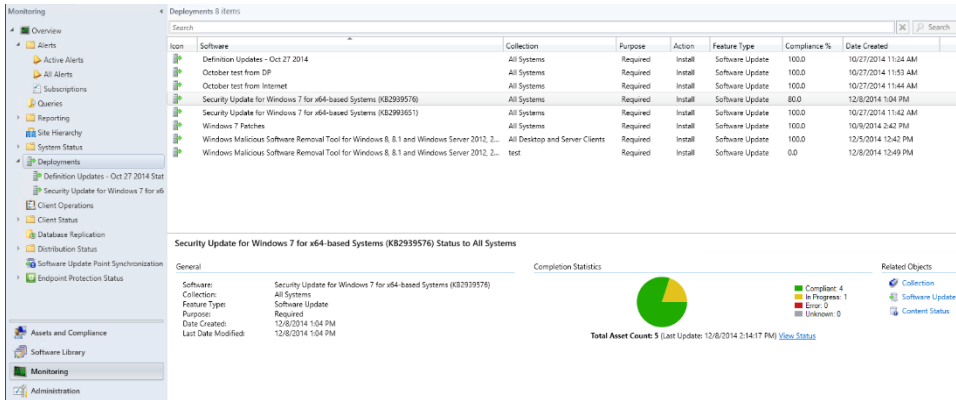 Monitoring
Overview
Alerts
Active Alerts
All Alerts
Subscriptions
Queries
Reporting
Site Hierarchy
System Status
Deployments
Definition Updates - Oct 27 2014 Stat
Security Update for Windows 7 for x6
Client Operations
Client Status
Database Replication
Distribution Status
Software Update Point Synchronization
Endpoint Protection Status
Assets and Compliance
Software Library
Monitoring
Administration
Deployments 8 items
Search Search
Icon Software Collection Purpose Action Feature Type Compliance % Date Created
Definition Updates - Oct 27 2014 All Systems Required Install Software Update 100.0 10/27/2014 11:24 AM
October test from DP All Systems Required Install Software Update 100.0 10/27/2014 11:53 AM
October test from Internet All Systems Required Install Software Update 100.0 10/27/2014 11:44 AM
Security Update for Windows 7 for x64-based Systems (KB2939576) All Systems Required Install Software Update 80.0 12/8/2014 1:04 PM
Security Update for Windows 7 for x64-based Systems (KB2993651) All Systems Required Install Software Update 100.0 10/27/2014 11:42 AM
Windows 7 Patches All Systems Required Install Software Update 100.0 10/9/2014 2:42 PM
Windows Malicious Software Removal Tool for Windows 8, 8.1 and Windows Server 2012, 2... All Desktop and Server Clients Required Install Software Update 100.0 12/5/2014 12:42 PM
Windows Malicious Software Removal Tool for Windows 8, 8.1 and Windows Server 2012, 2... test Required Install Software Update 0.0 12/8/2014 12:49 PM
Security Update for Windows 7 for x64-based Systems (KB2939576) Status to All Systems
General
Software: Security Update for Windows 7 for x64-based Systems (KB2939576)
Collection: All Systems
Feature Type: Software Update
Purpose: Required
Date Created: 12/8/2014 1:04 PM
Last Date Modified: 12/8/2014 1:04 PM
Completion Statistics
Compliant: 4
In Progress: 1
Error: 0
Unknown: 0
Total Asset Count: 5 (Last Update: 12/8/2014 2:14:17 PM) View Status
Related Objects
Collection
Software Update
Content Status